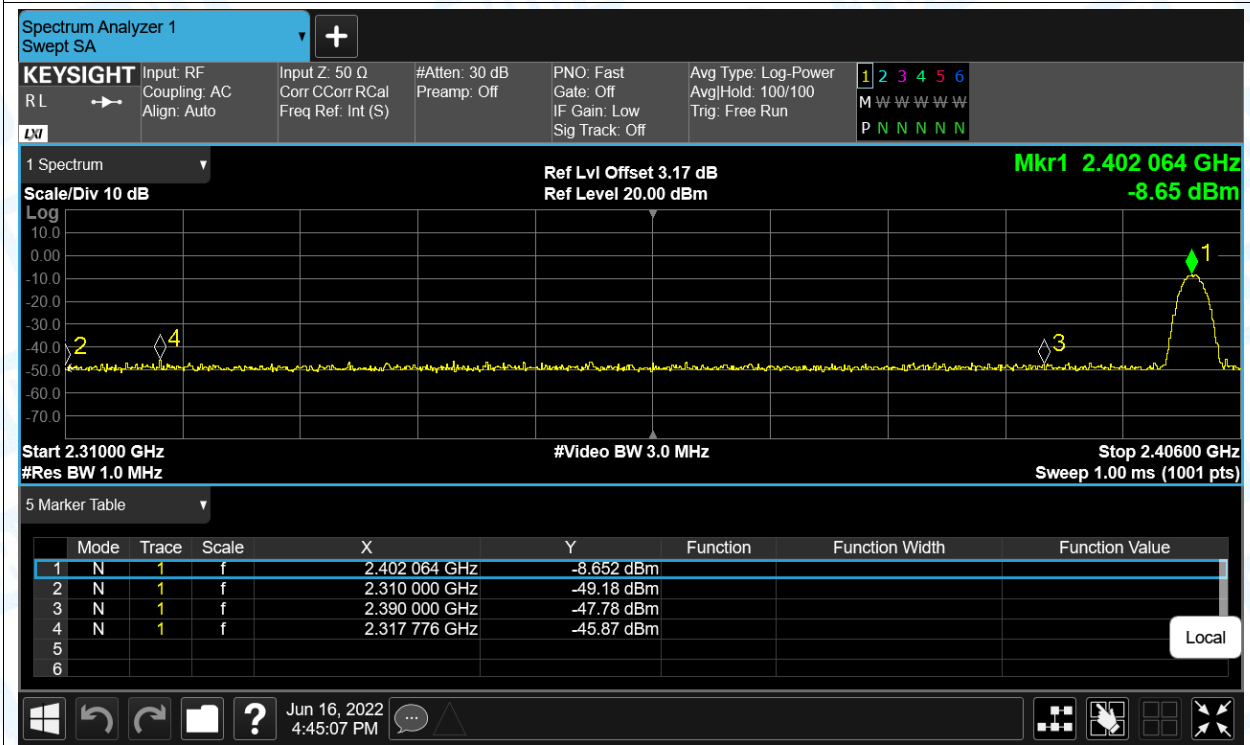 Spectrum Analyzer 1
Swept SA
+
KEYSIGHT
R L
LXI
Input: RF
Coupling: AC
Align: Auto
Input Z: 50 Ω
Corr CCorr RCal
Freq Ref: Int (S)
#Atten: 30 dB
Preamp: Off
PNO: Fast
Gate: Off
IF Gain: Low
Sig Track: Off
Avg Type: Log-Power
Avg|Hold: 100/100
Trig: Free Run
1 2 3 4 5 6
M W W W W W
P N N N N N
1 Spectrum
Scale/Div 10 dB
Ref Lvl Offset 3.17 dB
Ref Level 20.00 dBm
Mkr1 2.402 064 GHz
-8.65 dBm
Log
10.0
0.00
-10.0
-20.0
-30.0
-40.0
-50.0
-60.0
-70.0
2
4
3
1
Start 2.31000 GHz
#Res BW 1.0 MHz
#Video BW 3.0 MHz
Stop 2.40600 GHz
Sweep 1.00 ms (1001 pts)
5 Marker Table
Mode Trace Scale X Y Function Function Width Function Value
1 N 1 f 2.402 064 GHz -8.652 dBm
2 N 1 f 2.310 000 GHz -49.18 dBm
3 N 1 f 2.390 000 GHz -47.78 dBm
4 N 1 f 2.317 776 GHz -45.87 dBm
5
6
Local
?
Jun 16, 2022
4:45:07 PM